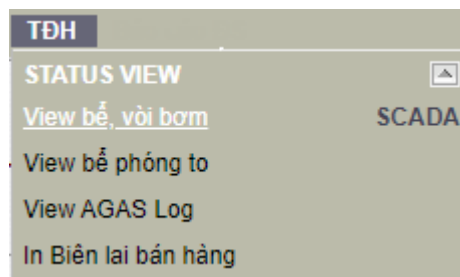 TĐH
STATUS VIEW
View bể, vòi bơm SCADA
View bể phóng to
View AGAS Log
In Biên lai bán hàng